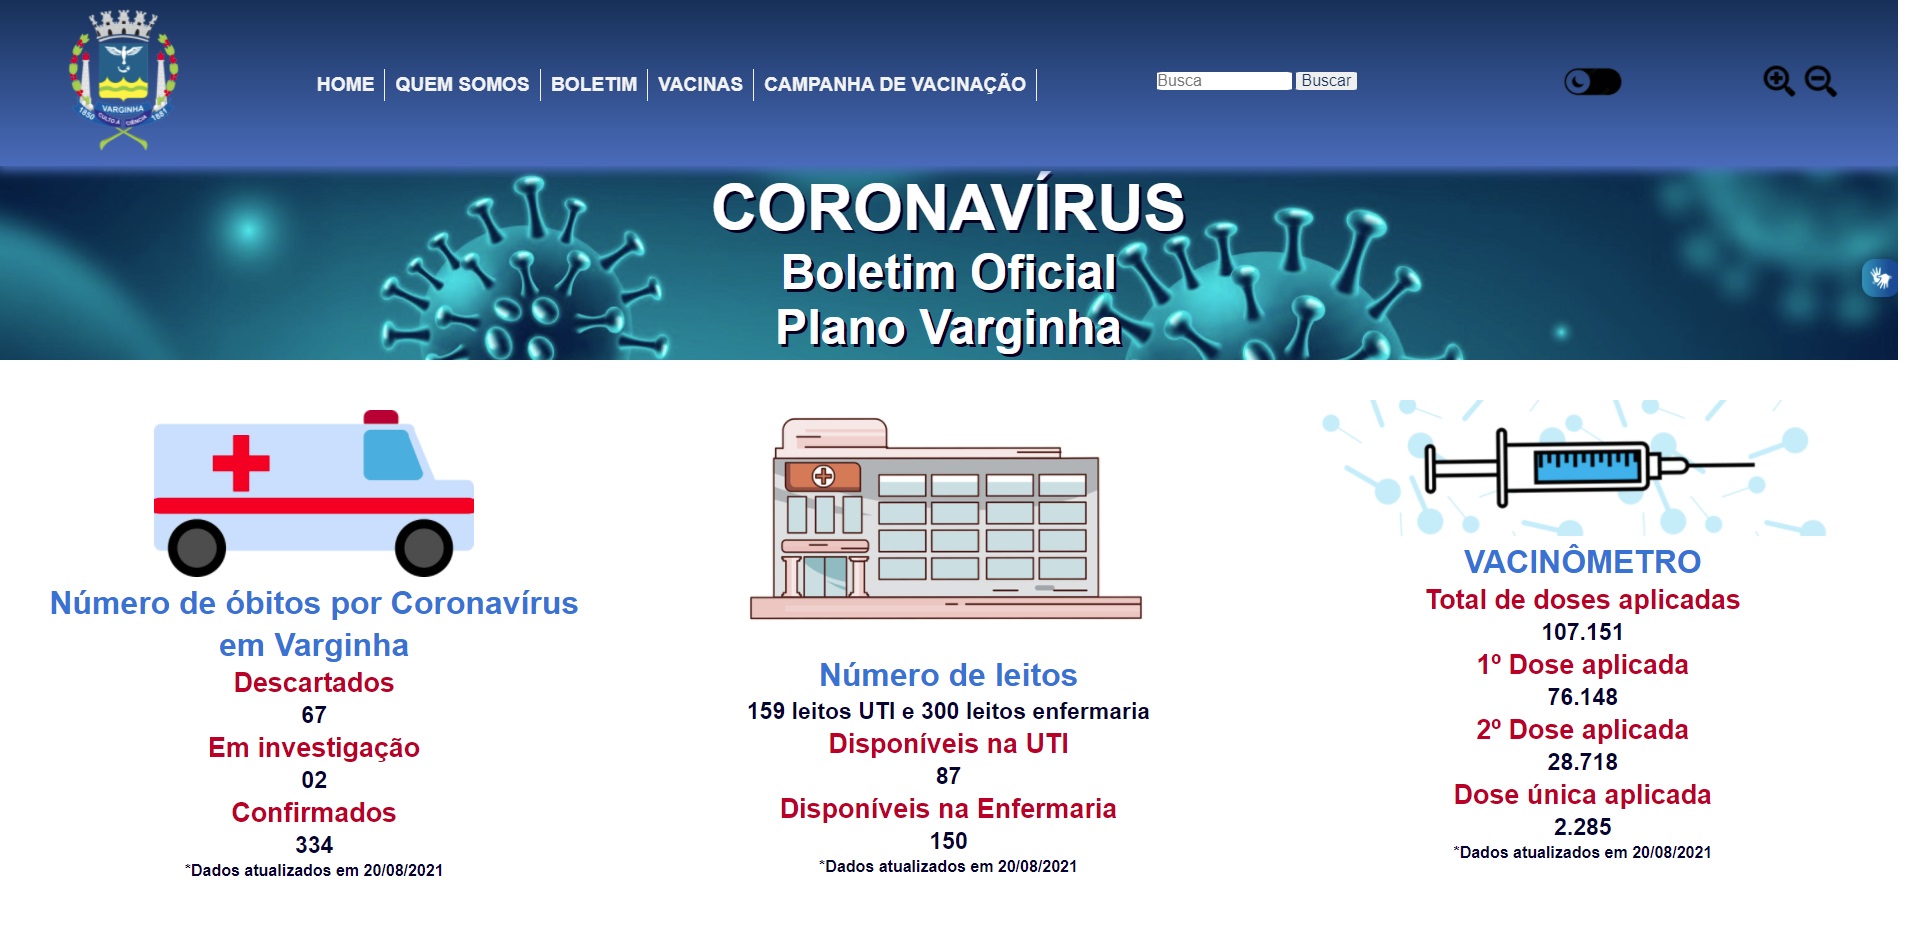 VARGINHA
1850 CULTO À CIÊNCIA 1881
HOME
QUEM SOMOS
BOLETIM
VACINAS
CAMPANHA DE VACINAÇÃO
Busca
Buscar
CORONAVÍRUS
Boletim Oficial
Plano Varginha
Número de óbitos por Coronavírus
em Varginha
Descartados
67
Em investigação
02
Confirmados
334
*Dados atualizados em 20/08/2021
Número de leitos
159 leitos UTI e 300 leitos enfermaria
Disponíveis na UTI
87
Disponíveis na Enfermaria
150
*Dados atualizados em 20/08/2021
VACINÔMETRO
Total de doses aplicadas
107.151
1º Dose aplicada
76.148
2º Dose aplicada
28.718
Dose única aplicada
2.285
*Dados atualizados em 20/08/2021